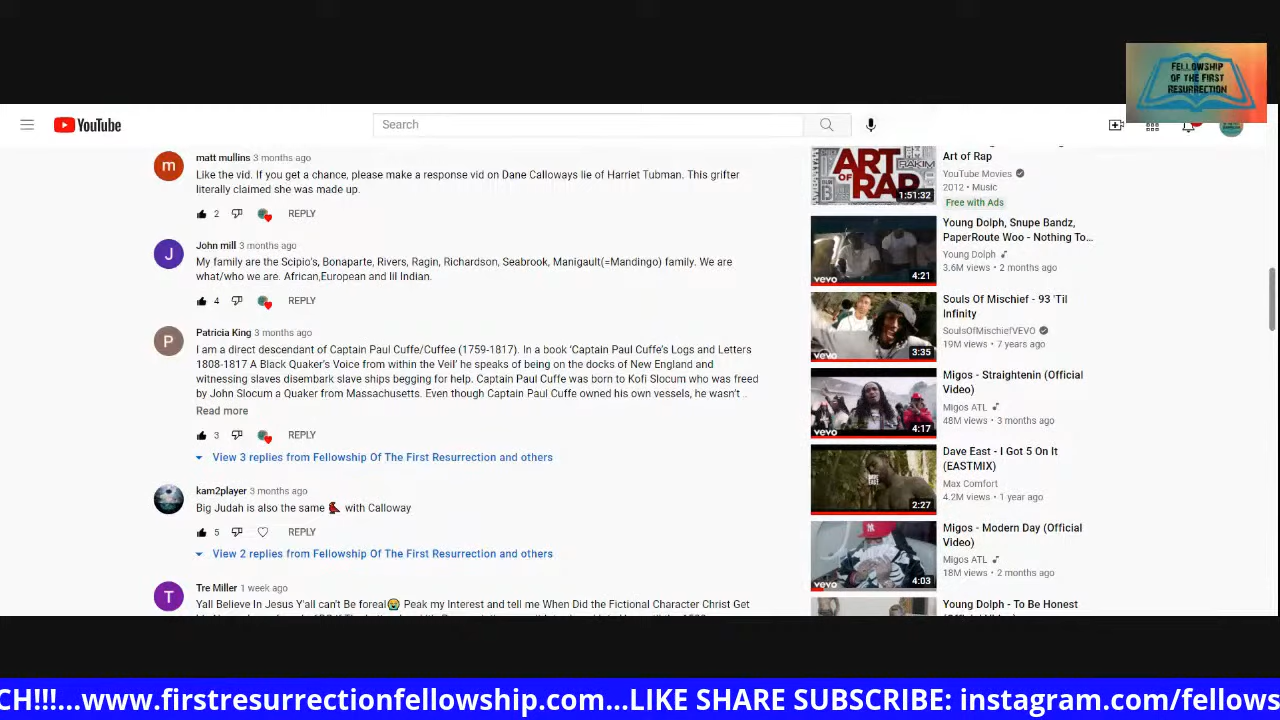 FELLOWSHIP
OF THE FIRST
RESURRECTION
YouTube
Search
matt mullins 3 months ago
Like the vid. If you get a chance, please make a response vid on Dane Calloways lie of Harriet Tubman. This grifter
literally claimed she was made up.
2 REPLY
John mill 3 months ago
My family are the Scipio's, Bonaparte, Rivers, Ragin, Richardson, Seabrook, Manigault(=Mandingo) family. We are
what/who we are. African,European and lil Indian.
4 REPLY
Patricia King 3 months ago
I am a direct descendant of Captain Paul Cuffe/Cuffee (1759-1817). In a book ‘Captain Paul Cuffe’s Logs and Letters
1808-1817 A Black Quaker’s Voice from within the Veil’ he speaks of being on the docks of New England and
witnessing slaves disembark slave ships begging for help. Captain Paul Cuffe was born to Kofi Slocum who was freed
by John Slocum a Quaker from Massachusetts. Even though Captain Paul Cuffe owned his own vessels, he wasn’t ..
Read more
3 REPLY
View 3 replies from Fellowship Of The First Resurrection and others
kam2player 3 months ago
Big Judah is also the same 💺 with Calloway
5 REPLY
View 2 replies from Fellowship Of The First Resurrection and others
Tre Miller 1 week ago
Yall Believe In Jesus Y'all can't Be foreal😭 Peak my Interest and tell me When Did the Fictional Character Christ Get
ART
OF
RAP
RAKIM
1:51:32
Art of Rap
YouTube Movies
2012 • Music
Free with Ads
vevo
4:21
Young Dolph, Snupe Bandz,
PaperRoute Woo - Nothing To...
Young Dolph
3.6M views • 2 months ago
vevo
3:35
Souls Of Mischief - 93 'Til
Infinity
SoulsOfMischiefVEVO
19M views • 7 years ago
vevo
4:17
Migos - Straightenin (Official
Video)
Migos ATL
48M views • 3 months ago
DAVE
EAST
2:27
Dave East - I Got 5 On It
(EASTMIX)
Max Comfort
4.2M views • 1 year ago
vevo
4:03
Migos - Modern Day (Official
Video)
Migos ATL
18M views • 2 months ago
Young Dolph - To Be Honest
CH!!!...www.firstresurrectionfellowship.com...LIKE SHARE SUBSCRIBE: instagram.com/fellows